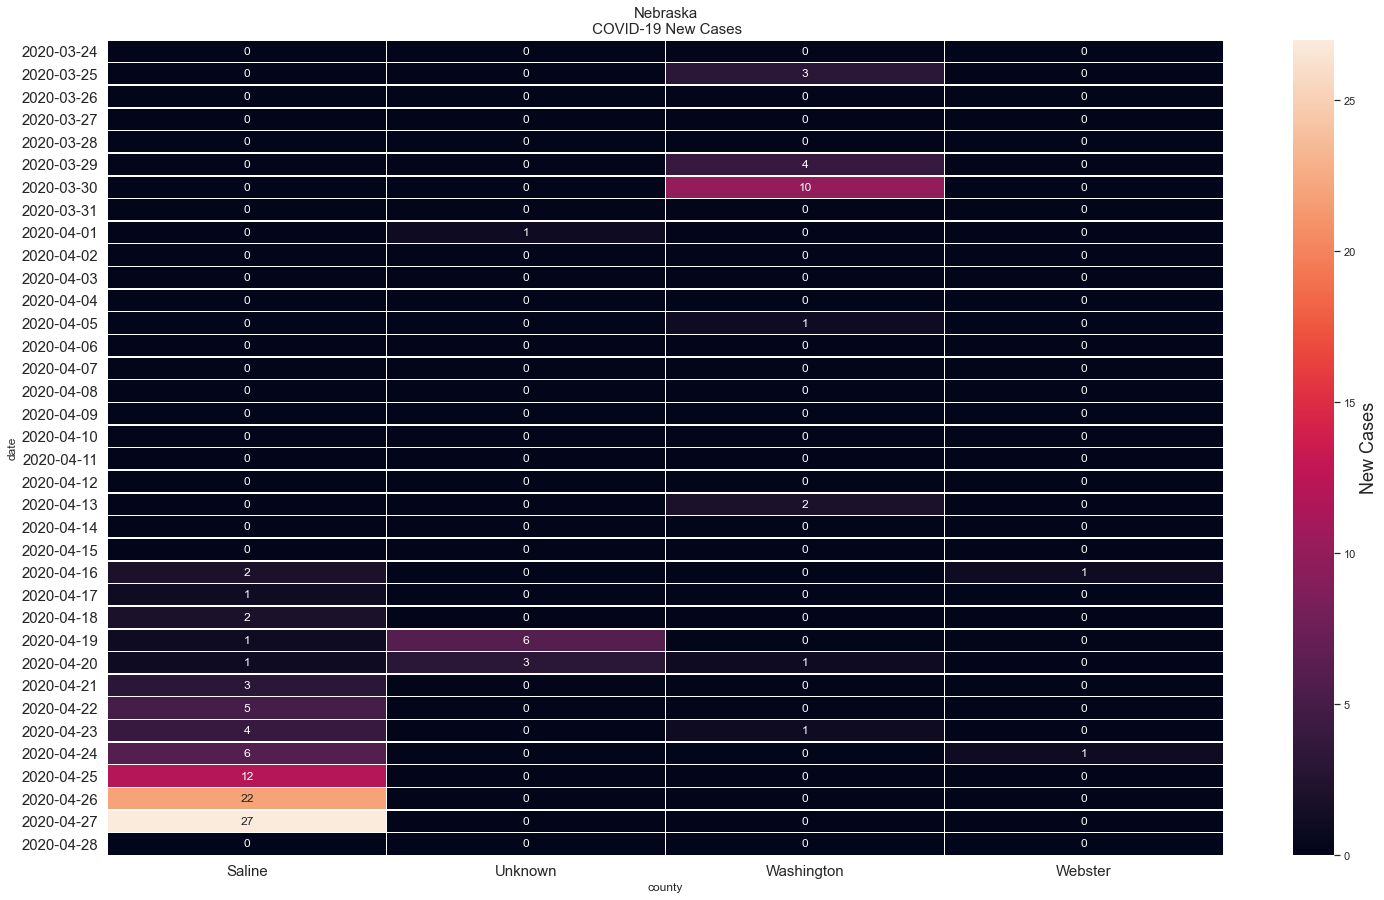 Nebraska
COVID-19 New Cases
2020-03-24 0 0 0 0
2020-03-25 0 0 3 0
2020-03-26 0 0 0 0
2020-03-27 0 0 0 0
2020-03-28 0 0 0 0
2020-03-29 0 0 4 0
2020-03-30 0 0 10 0
2020-03-31 0 0 0 0
2020-04-01 0 1 0 0
2020-04-02 0 0 0 0
2020-04-03 0 0 0 0
2020-04-04 0 0 0 0
2020-04-05 0 0 1 0
2020-04-06 0 0 0 0
2020-04-07 0 0 0 0
2020-04-08 0 0 0 0
2020-04-09 0 0 0 0
2020-04-10 0 0 0 0
2020-04-11 0 0 0 0
2020-04-12 0 0 0 0
2020-04-13 0 0 2 0
2020-04-14 0 0 0 0
2020-04-15 0 0 0 0
2020-04-16 2 0 0 1
2020-04-17 1 0 0 0
2020-04-18 2 0 0 0
2020-04-19 1 6 0 0
2020-04-20 1 3 1 0
2020-04-21 3 0 0 0
2020-04-22 5 0 0 0
2020-04-23 4 0 1 0
2020-04-24 6 0 0 1
2020-04-25 12 0 0 0
2020-04-26 22 0 0 0
2020-04-27 27 0 0 0
2020-04-28 0 0 0 0
date
Saline Unknown Washington Webster
county
25
20
15
10
5
0
New Cases